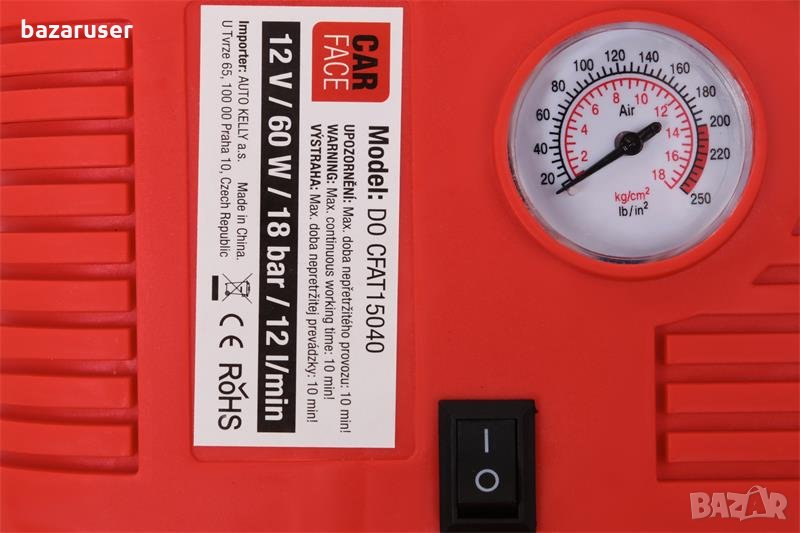 bazaruser
CAR
FACE
Model: DO CFAT15040
UPOZORNĚNÍ: Max. doba nepřetržitého provozu: 10 min!
WARNING: Max. continuous working time: 10 min!
VÝSTRAHA: Max. doba nepretržitej prevádzky: 10 min!
12 V / 60 W / 18 bar / 12 l/min
Importer: AUTO KELLY a.s. Made in China.
U Tvrze 65, 100 00 Praha 10, Czech Republic
CE RoHS
20 40 60 80 100 120 140 160 180 200 220 250
2 4 6 8 10 12 14 16 18
Air
kg/cm²
lb/in²
I
O
BAZAR